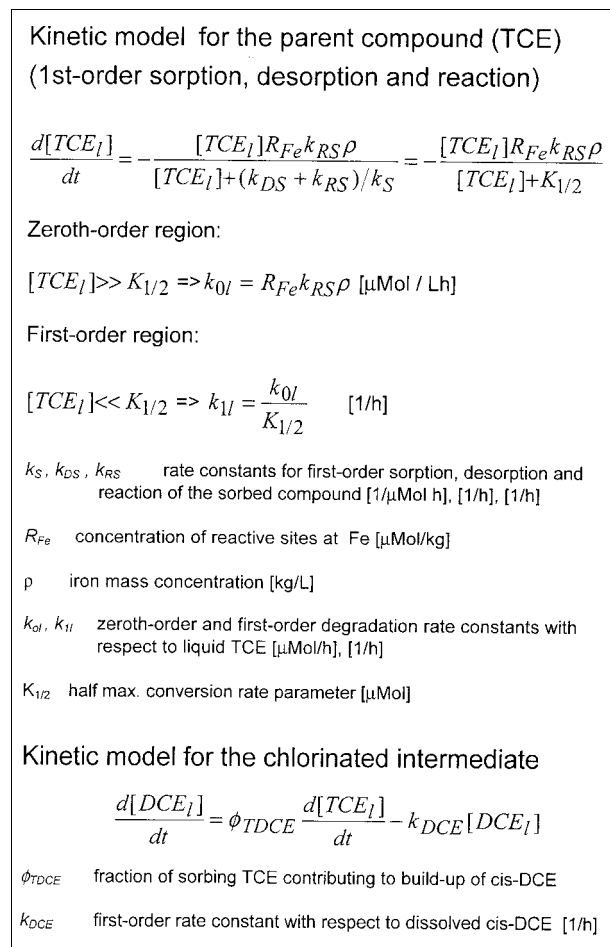 Kinetic model for the parent compound (TCE)
(1st-order sorption, desorption and reaction)
d[TCE_l]/dt = - [TCE_l]R_Fe k_RS ρ / [TCE_l]+(k_DS + k_RS)/k_S = - [TCE_l]R_Fe k_RS ρ / [TCE_l]+K_1/2
Zeroth-order region:
[TCE_l]>> K_1/2 => k_0l = R_Fe k_RS ρ [µMol / Lh]
First-order region:
[TCE_l]<< K_1/2 => k_1l = k_0l / K_1/2 [1/h]
k_S, k_DS, k_RS rate constants for first-order sorption, desorption and
reaction of the sorbed compound [1/µMol h], [1/h], [1/h]
R_Fe concentration of reactive sites at Fe [µMol/kg]
ρ iron mass concentration [kg/L]
k_ol, k_1l zeroth-order and first-order degradation rate constants with
respect to liquid TCE [µMol/h], [1/h]
K_1/2 half max. conversion rate parameter [µMol]
Kinetic model for the chlorinated intermediate
d[DCE_l]/dt = ϕ_TDCE d[TCE_l]/dt - k_DCE[DCE_l]
ϕ_TDCE fraction of sorbing TCE contributing to build-up of cis-DCE
k_DCE first-order rate constant with respect to dissolved cis-DCE [1/h]